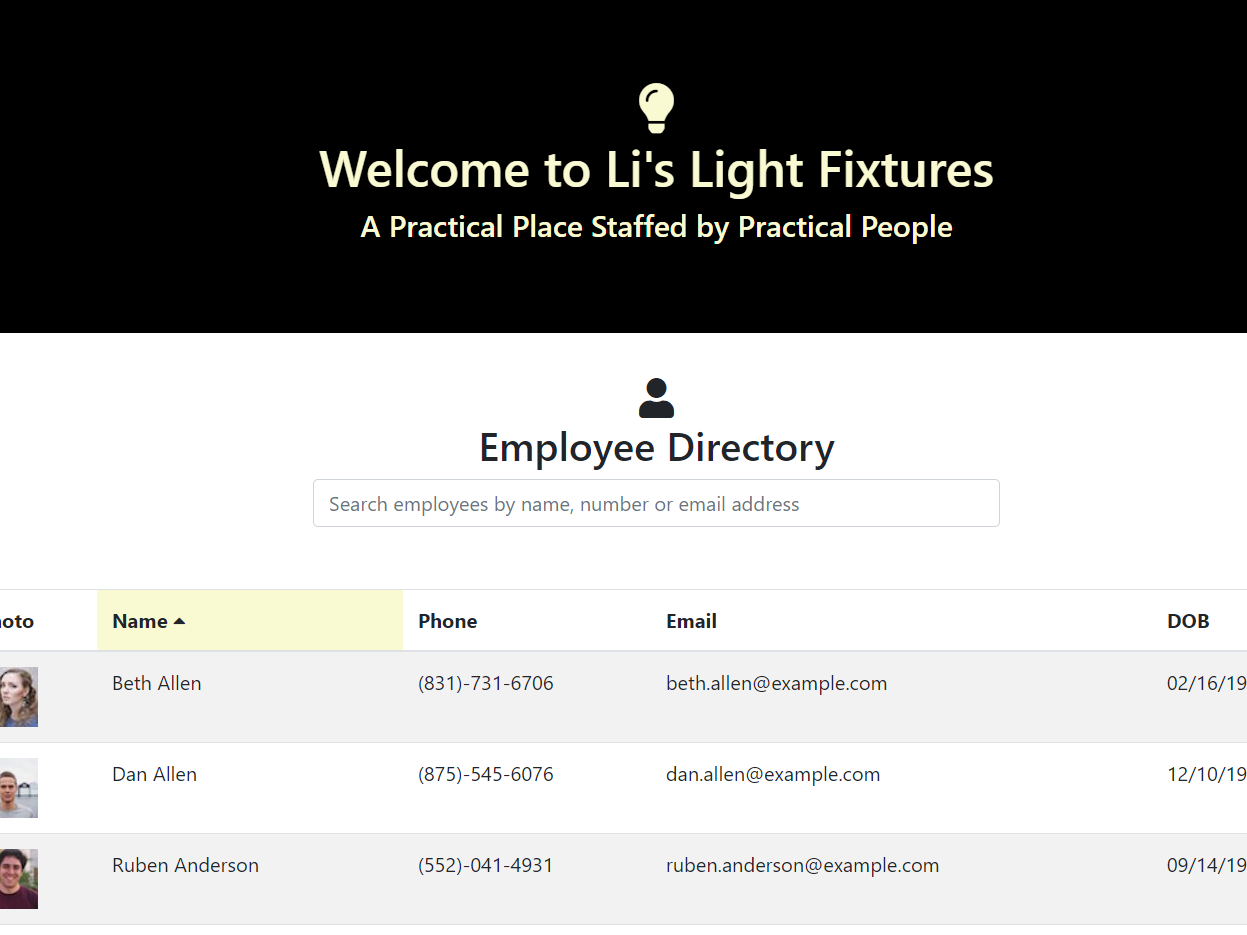 Welcome to Li's Light Fixtures
A Practical Place Staffed by Practical People
Employee Directory
Search employees by name, number or email address
oto Name Phone Email DOB
Beth Allen (831)-731-6706 beth.allen@example.com 02/16/19
Dan Allen (875)-545-6076 dan.allen@example.com 12/10/19
Ruben Anderson (552)-041-4931 ruben.anderson@example.com 09/14/19